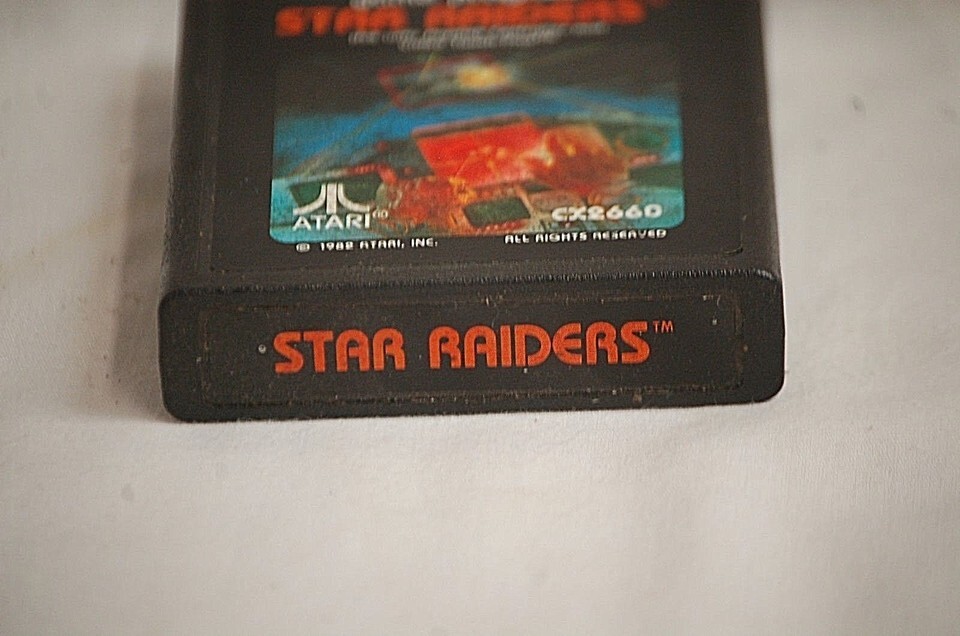 STAR RAIDERS
ATARI®
CX2660
© 1982 ATARI, INC.
ALL RIGHTS RESERVED
STAR RAIDERS™